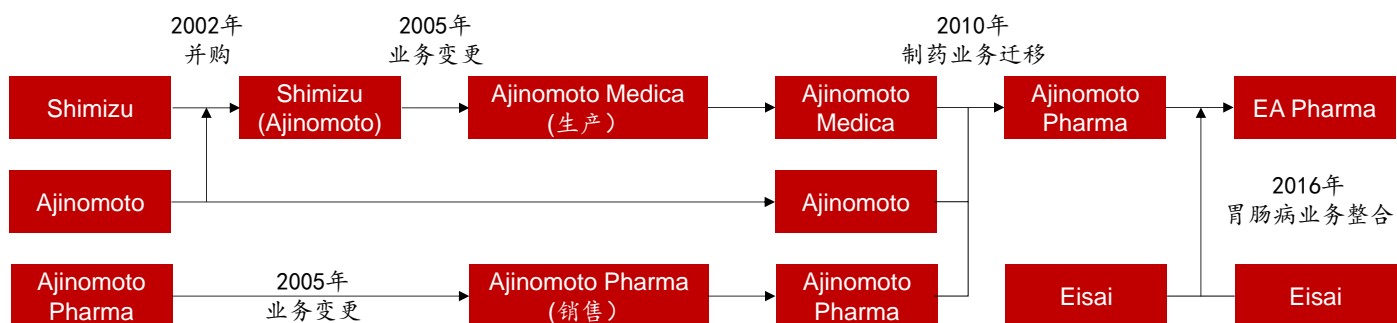 2002年
并购
2005年
业务变更
2010年
制药业务迁移
Shimizu
Shimizu
(Ajinomoto)
Ajinomoto Medica
(生产）
Ajinomoto
Medica
Ajinomoto
Pharma
EA Pharma
Ajinomoto
Ajinomoto
2016年
胃肠病业务整合
Ajinomoto
Pharma
2005年
业务变更
Ajinomoto Pharma
(销售）
Ajinomoto
Pharma
Eisai
Eisai